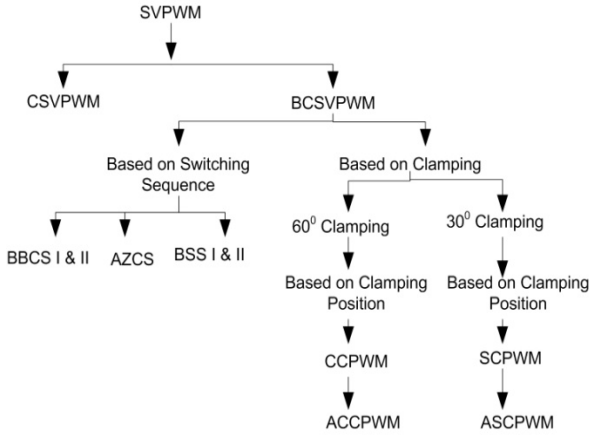 SVPWM
CSVPWM
BCSVPWM
Based on Switching
Sequence
Based on Clamping
BBCS I & II
AZCS
BSS I & II
60⁰ Clamping
30⁰ Clamping
Based on Clamping
Position
Based on Clamping
Position
CCPWM
SCPWM
ACCPWM
ASCPWM